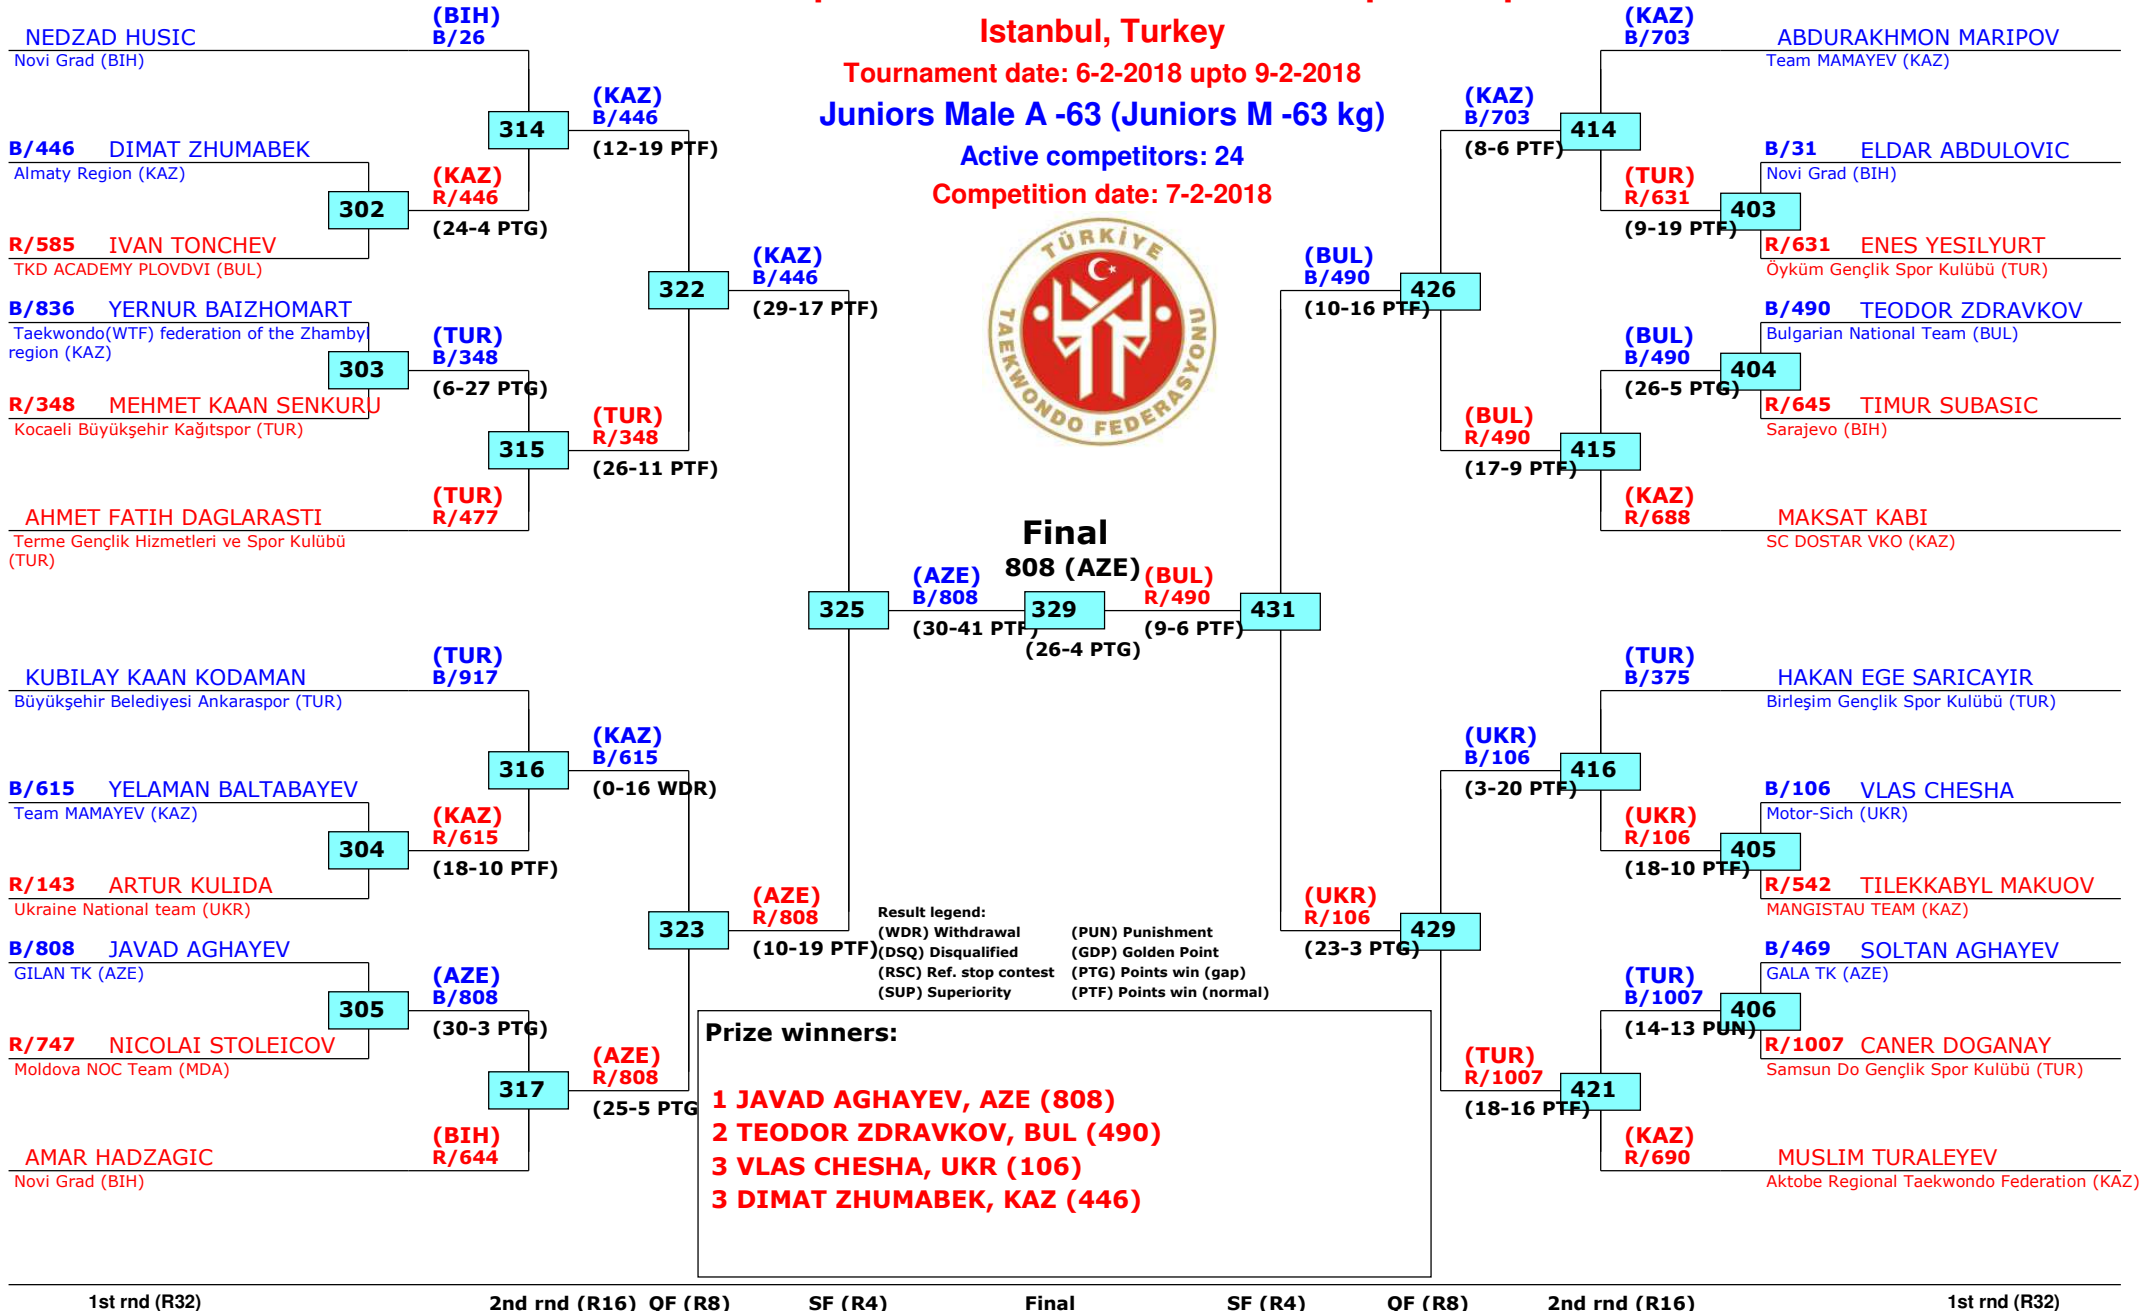 Istanbul, Turkey
Tournament date: 6-2-2018 upto 9-2-2018
Juniors Male A -63 (Juniors M -63 kg)
Active competitors: 24
Competition date: 7-2-2018
TÜRKİYE
TAEKWONDO FEDERASYONU
NEDZAD HUSIC
Novi Grad (BIH)
(BIH)
B/26
B/446 DIMAT ZHUMABEK
Almaty Region (KAZ)
302
R/585 IVAN TONCHEV
TKD ACADEMY PLOVDVI (BUL)
(KAZ)
R/446
(24-4 PTG)
314
(KAZ)
B/446
(12-19 PTF)
B/836 YERNUR BAIZHOMART
Taekwondo(WTF) federation of the Zhambyl
region (KAZ)
303
R/348 MEHMET KAAN SENKURU
Kocaeli Büyükşehir Kağıtspor (TUR)
(TUR)
B/348
(6-27 PTG)
315
(TUR)
R/348
(26-11 PTF)
AHMET FATIH DAGLARASTI
Terme Gençlik Hizmetleri ve Spor Kulübü
(TUR)
(TUR)
R/477
322
(KAZ)
B/446
(29-17 PTF)
KUBILAY KAAN KODAMAN
Büyükşehir Belediyesi Ankaraspor (TUR)
(TUR)
B/917
B/615 YELAMAN BALTABAYEV
Team MAMAYEV (KAZ)
304
R/143 ARTUR KULIDA
Ukraine National team (UKR)
(KAZ)
R/615
(18-10 PTF)
316
(KAZ)
B/615
(0-16 WDR)
B/808 JAVAD AGHAYEV
GILAN TK (AZE)
305
R/747 NICOLAI STOLEICOV
Moldova NOC Team (MDA)
(AZE)
B/808
(30-3 PTG)
317
(AZE)
R/808
(25-5 PTG
AMAR HADZAGIC
Novi Grad (BIH)
(BIH)
R/644
323
(AZE)
R/808
(10-19 PTF)
325
(AZE)
B/808
(30-41 PTF)
Final
808 (AZE)
329
(26-4 PTG)
(BUL)
R/490
(9-6 PTF)
431
(BUL)
B/490
(10-16 PTF)
426
(KAZ)
B/703
(8-6 PTF)
414
(KAZ)
B/703
ABDURAKHMON MARIPOV
Team MAMAYEV (KAZ)
(TUR)
R/631
(9-19 PTF)
403
B/31 ELDAR ABDULOVIC
Novi Grad (BIH)
R/631 ENES YESILYURT
Öyküm Gençlik Spor Kulübü (TUR)
(BUL)
R/490
(17-9 PTF)
415
(BUL)
B/490
(26-5 PTG)
404
B/490 TEODOR ZDRAVKOV
Bulgarian National Team (BUL)
R/645 TIMUR SUBASIC
Sarajevo (BIH)
(KAZ)
R/688
MAKSAT KABI
SC DOSTAR VKO (KAZ)
(UKR)
R/106
(23-3 PTG)
429
(UKR)
B/106
(3-20 PTF)
416
(TUR)
B/375
HAKAN EGE SARICAYIR
Birleşim Gençlik Spor Kulübü (TUR)
(UKR)
R/106
(18-10 PTF)
405
B/106 VLAS CHESHA
Motor-Sich (UKR)
R/542 TILEKKABYL MAKUOV
MANGISTAU TEAM (KAZ)
(TUR)
R/1007
(18-16 PTF)
421
(TUR)
B/1007
(14-13 PUN)
406
B/469 SOLTAN AGHAYEV
GALA TK (AZE)
R/1007 CANER DOGANAY
Samsun Do Gençlik Spor Kulübü (TUR)
(KAZ)
R/690
MUSLIM TURALEYEV
Aktobe Regional Taekwondo Federation (KAZ)
Result legend:
(WDR) Withdrawal (PUN) Punishment
(DSQ) Disqualified (GDP) Golden Point
(RSC) Ref. stop contest (PTG) Points win (gap)
(SUP) Superiority (PTF) Points win (normal)
Prize winners:
1 JAVAD AGHAYEV, AZE (808)
2 TEODOR ZDRAVKOV, BUL (490)
3 VLAS CHESHA, UKR (106)
3 DIMAT ZHUMABEK, KAZ (446)
1st rnd (R32) 2nd rnd (R16) QF (R8) SF (R4) Final SF (R4) QF (R8) 2nd rnd (R16) 1st rnd (R32)